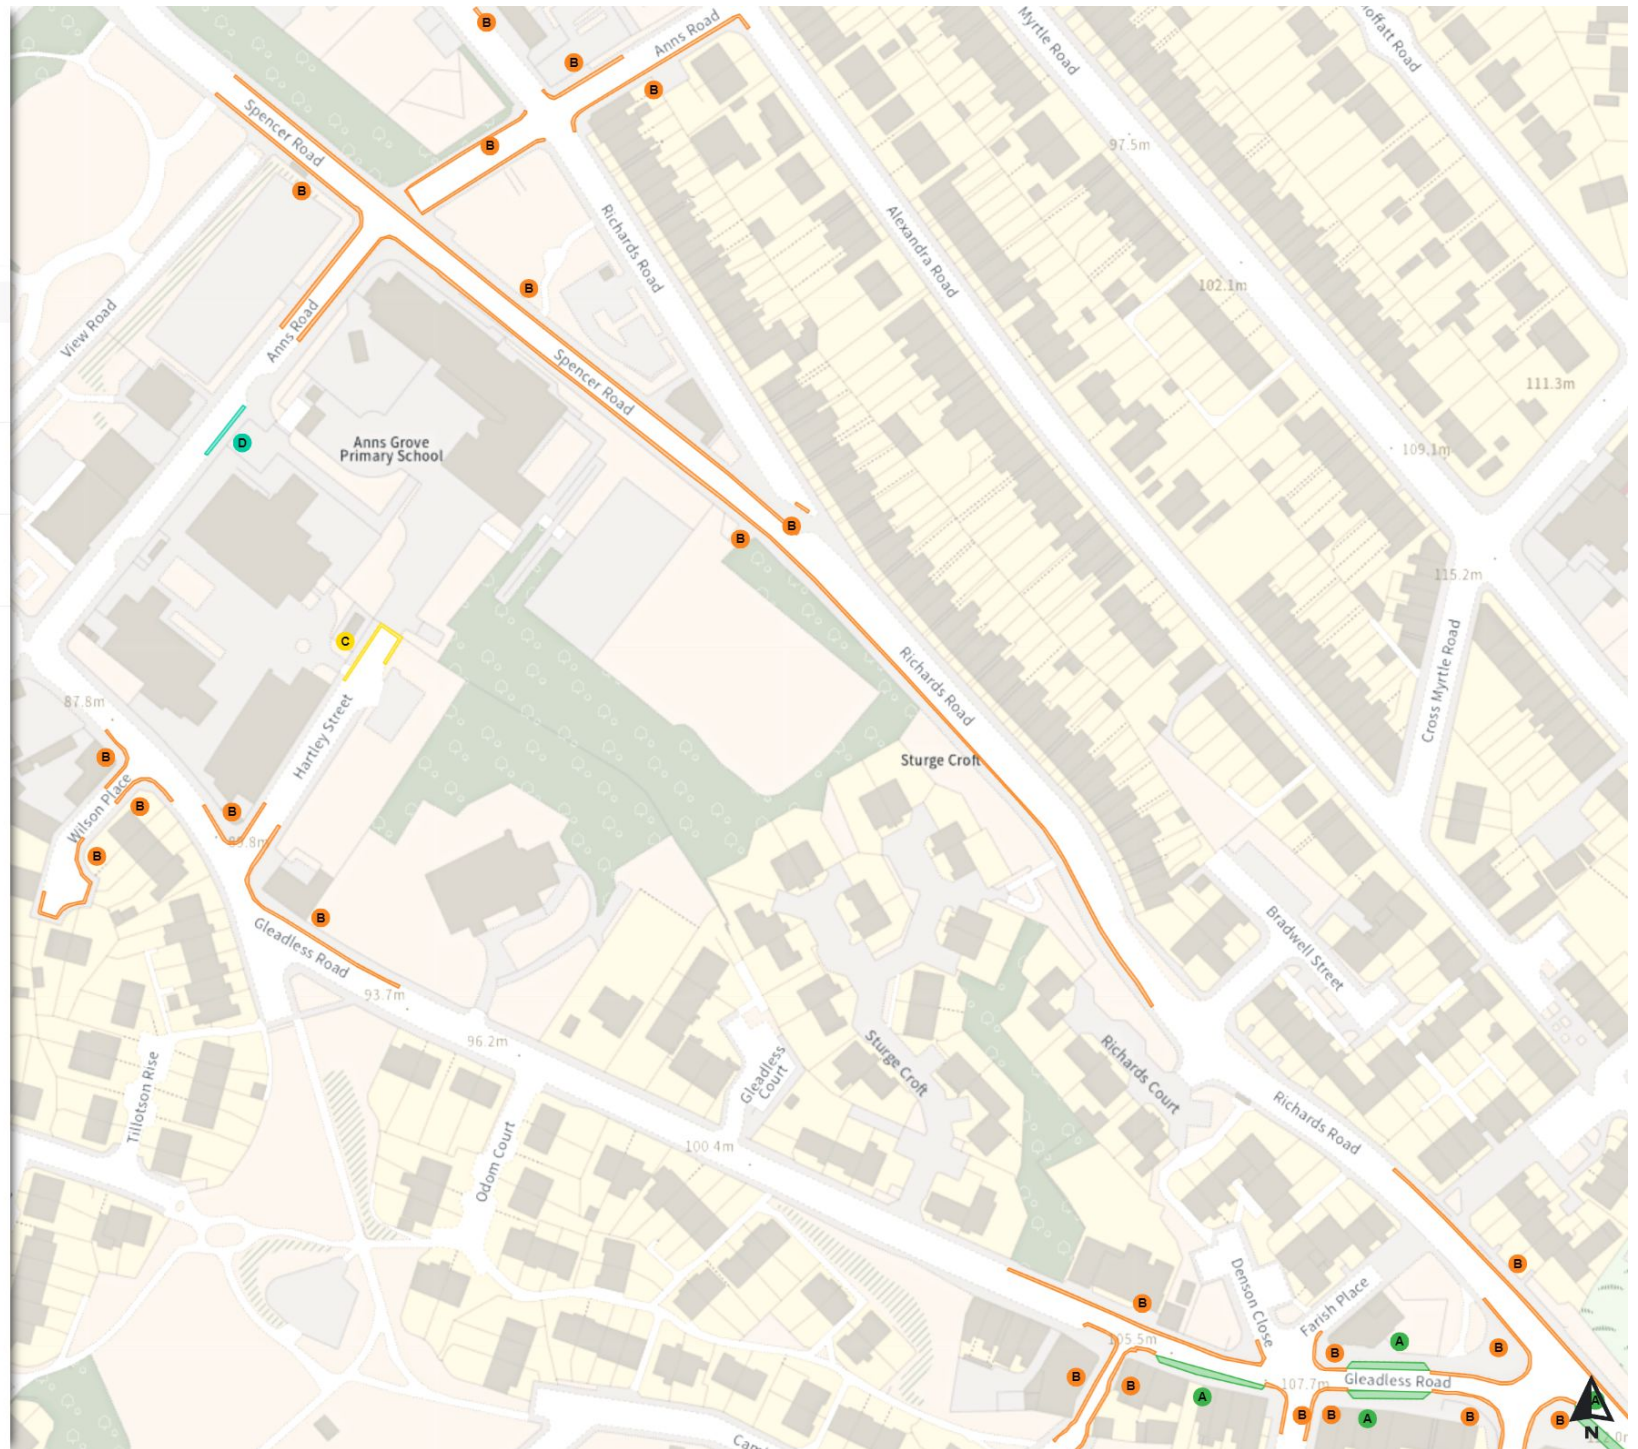 B
Anns Road
Myrtle Road
B
B
Spencer Road
97.5m
B
B
Richards Road
Alexandra Road
B
102.1m
View Road
Anns Road
Spencer Road
111.3m
D
Anns Grove
Primary School
109.1m
B
B
115.2m
C
Richards Road
Cross Myrtle Road
87.8m
Hartley Street
B
Sturge Croft
Wilson Place
B
B
B
B
Gleadless Road
Bradwell Street
93.7m
96.2m
Sturge Croft
Richards Court
Gleadless
Court
Tillotson Rise
Richards Road
100.4m
Odom Court
B
Denson Close
Farish Place
B
105.5m
A
B
B
B
B
107.7m
Gleadless Road
A
B
B
A
B
B
A
N